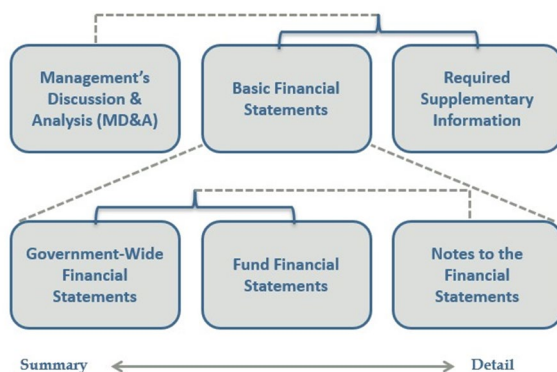 Management's
Discussion &
Analysis (MD&A)
Basic Financial
Statements
Required
Supplementary
Information
Government-Wide
Financial
Statements
Fund Financial
Statements
Notes to the
Financial
Statements
Summary
Detail